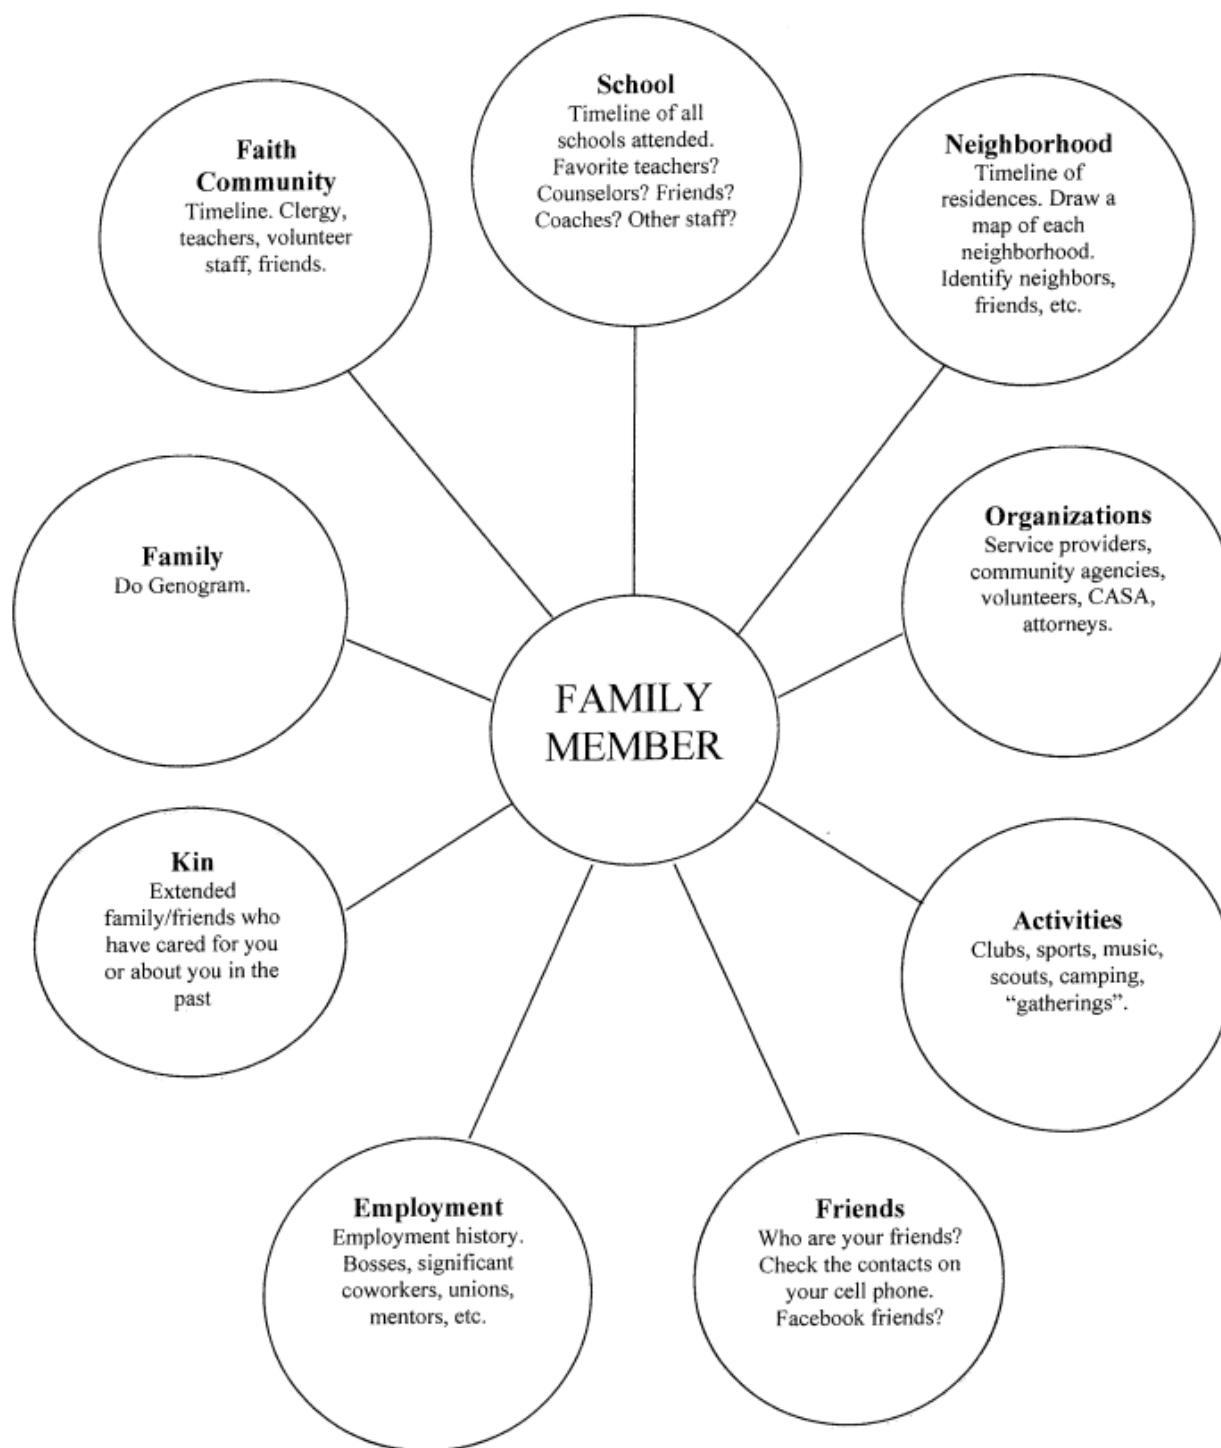 School
Timeline of all
schools attended.
Favorite teachers?
Counselors? Friends?
Coaches? Other staff?
Faith
Community
Timeline. Clergy,
teachers, volunteer
staff, friends.
Neighborhood
Timeline of
residences. Draw a
map of each
neighborhood.
Identify neighbors,
friends, etc.
Family
Do Genogram.
Organizations
Service providers,
community agencies,
volunteers, CASA,
attorneys.
FAMILY
MEMBER
Kin
Extended
family/friends who
have cared for you
or about you in the
past
Activities
Clubs, sports, music,
scouts, camping,
“gatherings”.
Employment
Employment history.
Bosses, significant
coworkers, unions,
mentors, etc.
Friends
Who are your friends?
Check the contacts on
your cell phone.
Facebook friends?